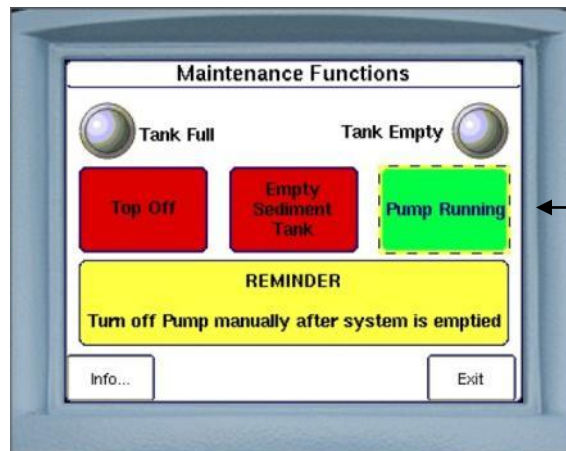 Maintenance Functions
Tank Full
Tank Empty
Top Off
Empty
Sediment
Tank
Pump Running
REMINDER
Turn off Pump manually after system is emptied
Info...
Exit